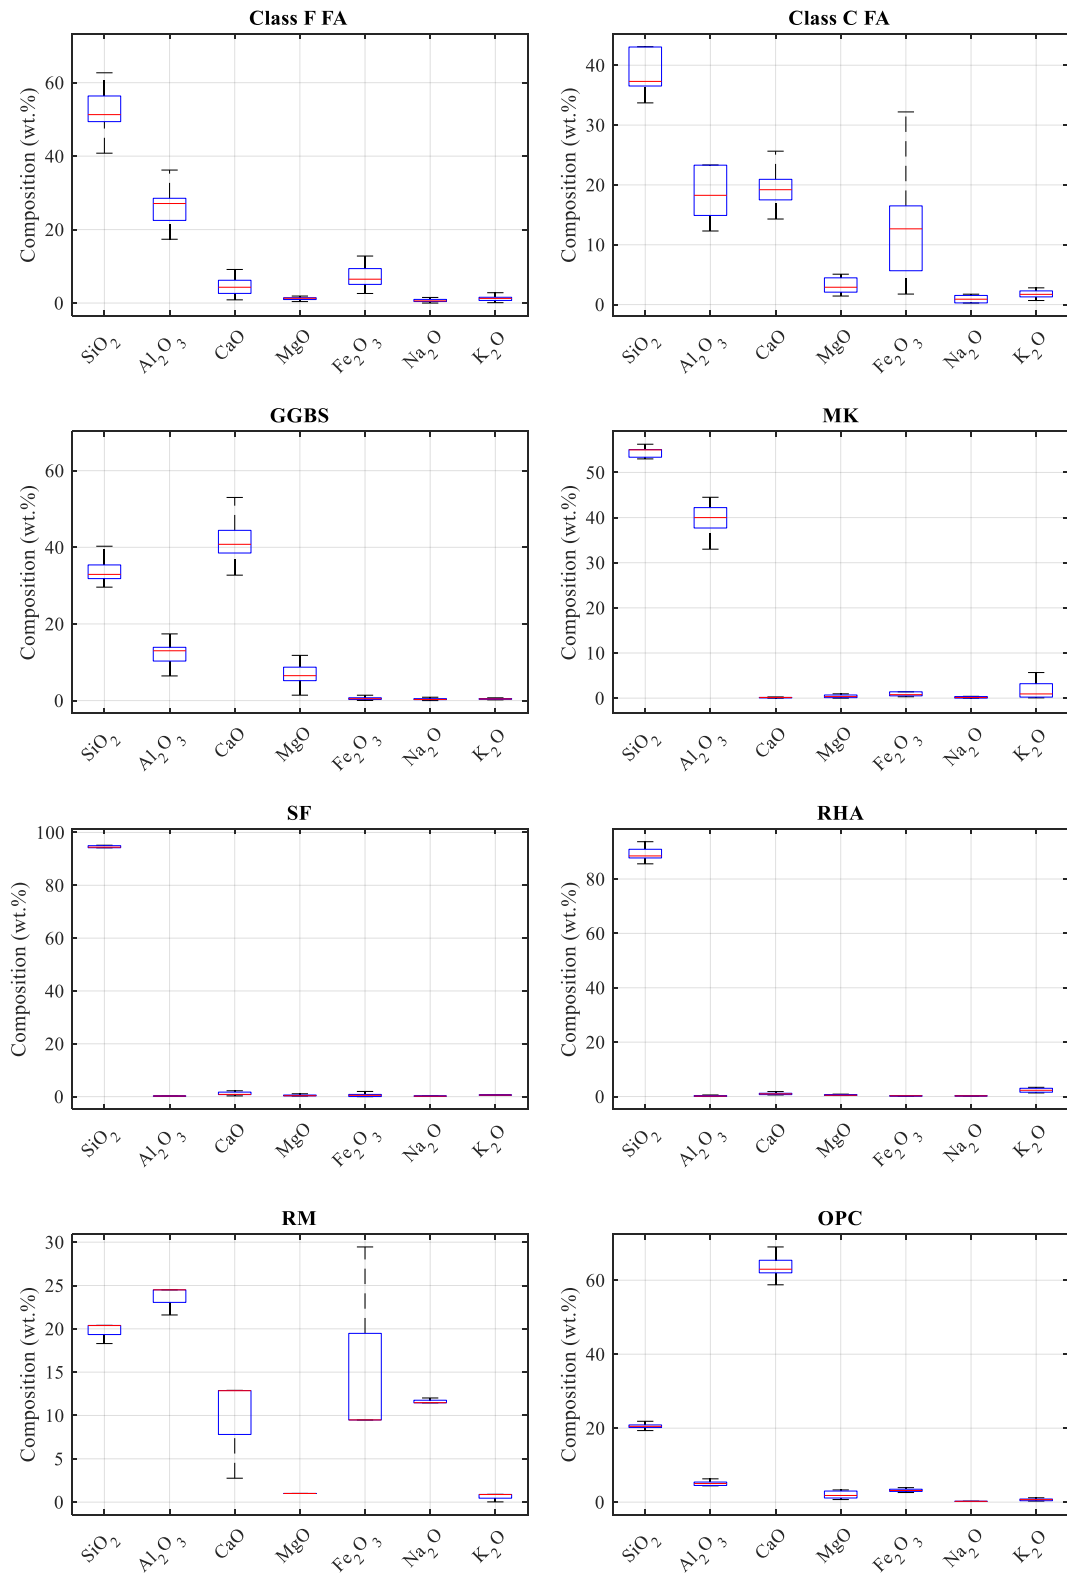 Class F FA
Composition (wt.%)
60
40
20
0
SiO2
Al2O3
CaO
MgO
Fe2O3
Na2O
K2O
Class C FA
Composition (wt.%)
40
30
20
10
0
SiO2
Al2O3
CaO
MgO
Fe2O3
Na2O
K2O
GGBS
Composition (wt.%)
60
40
20
0
SiO2
Al2O3
CaO
MgO
Fe2O3
Na2O
K2O
MK
Composition (wt.%)
50
40
30
20
10
0
SiO2
Al2O3
CaO
MgO
Fe2O3
Na2O
K2O
SF
Composition (wt.%)
100
80
60
40
20
0
SiO2
Al2O3
CaO
MgO
Fe2O3
Na2O
K2O
RHA
Composition (wt.%)
80
60
40
20
0
SiO2
Al2O3
CaO
MgO
Fe2O3
Na2O
K2O
RM
Composition (wt.%)
30
25
20
15
10
5
0
SiO2
Al2O3
CaO
MgO
Fe2O3
Na2O
K2O
OPC
Composition (wt.%)
60
40
20
0
SiO2
Al2O3
CaO
MgO
Fe2O3
Na2O
K2O